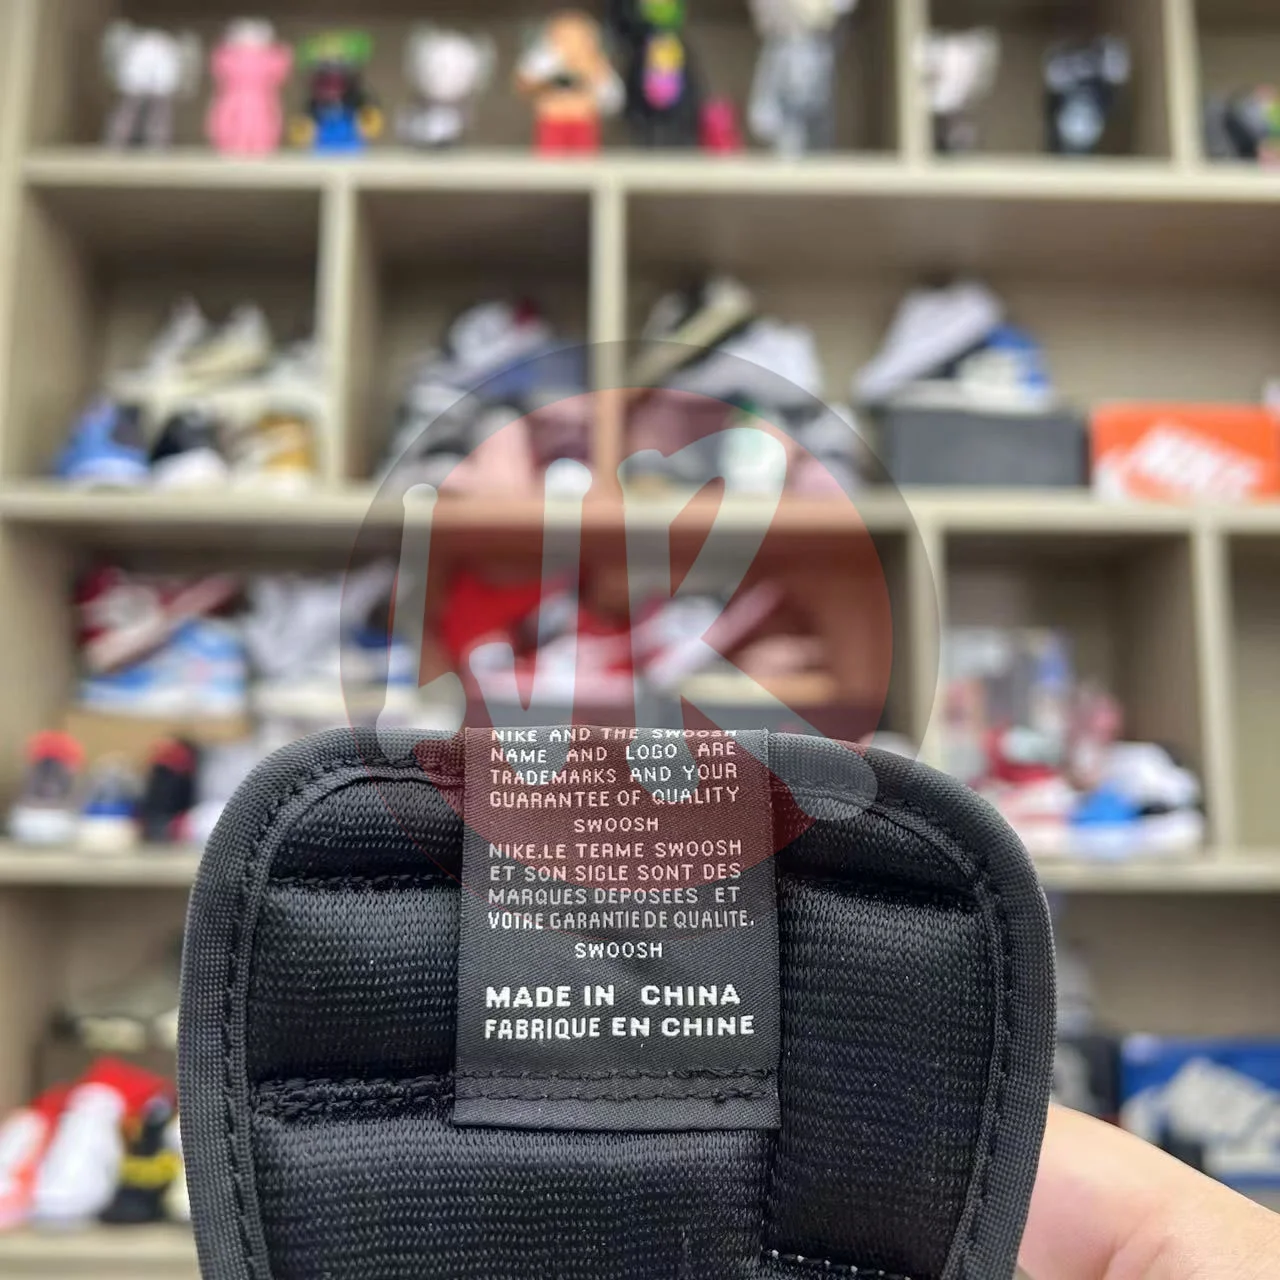 NIKE
JR
NIKE AND THE SWOOSH
NAME AND LOGO ARE
TRADEMARKS AND YOUR
GUARANTEE OF QUALITY
SWOOSH
NIKE.LE TERME SWOOSH
ET SON SIGLE SONT DES
MARQUES DEPOSEES ET
VOTRE GARANTIE DE QUALITE.
SWOOSH
MADE IN CHINA
FABRIQUE EN CHINE